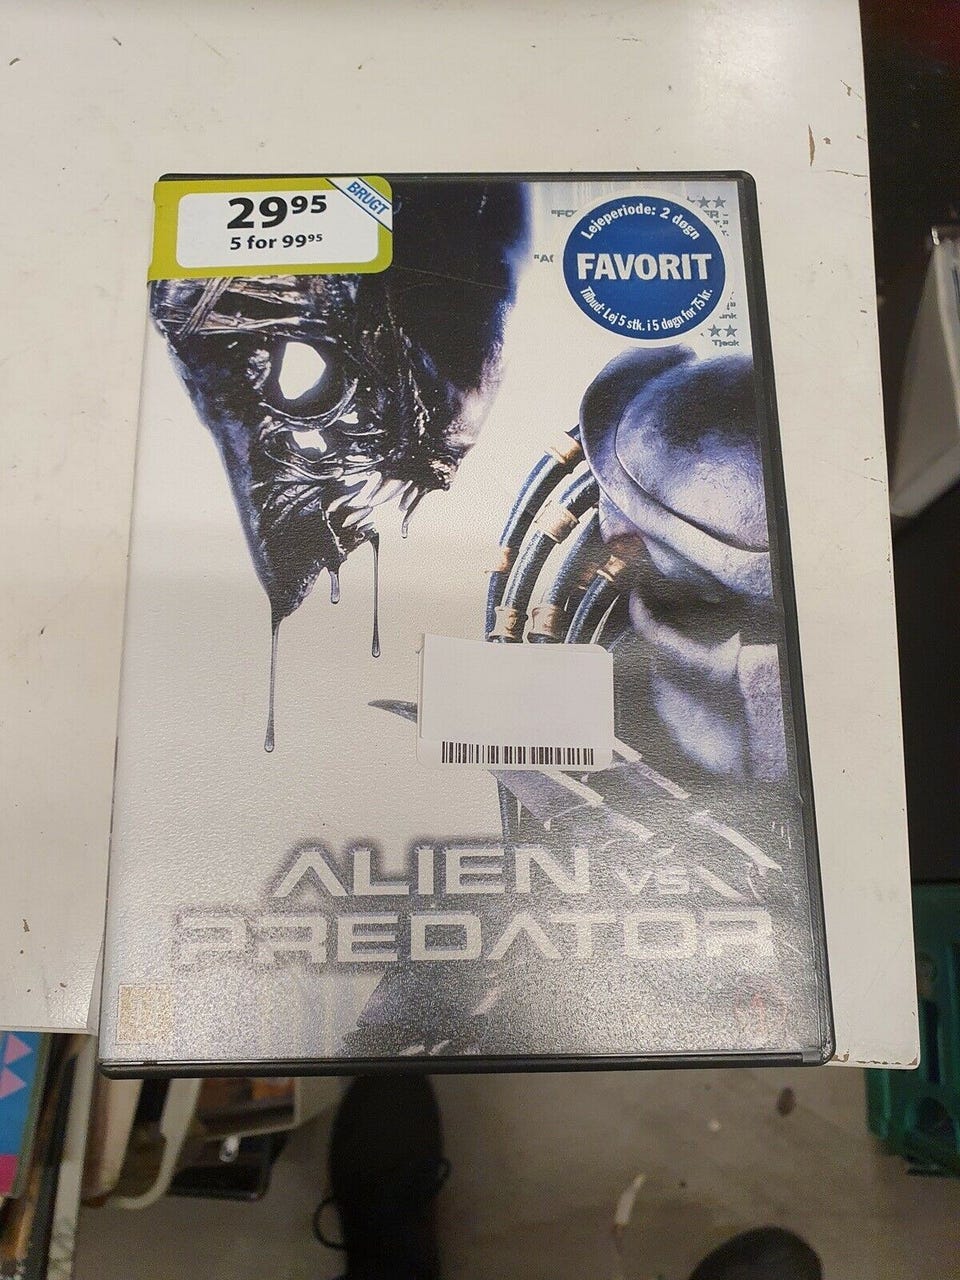 BRUGT
29 95
5 for 99 95
Lejeperiode: 2 døgn
FAVORIT
Tilbud: Lej 5 stk. i 5 døgn for 75 kr.
Tjeck
ALIEN VS.
PREDATOR